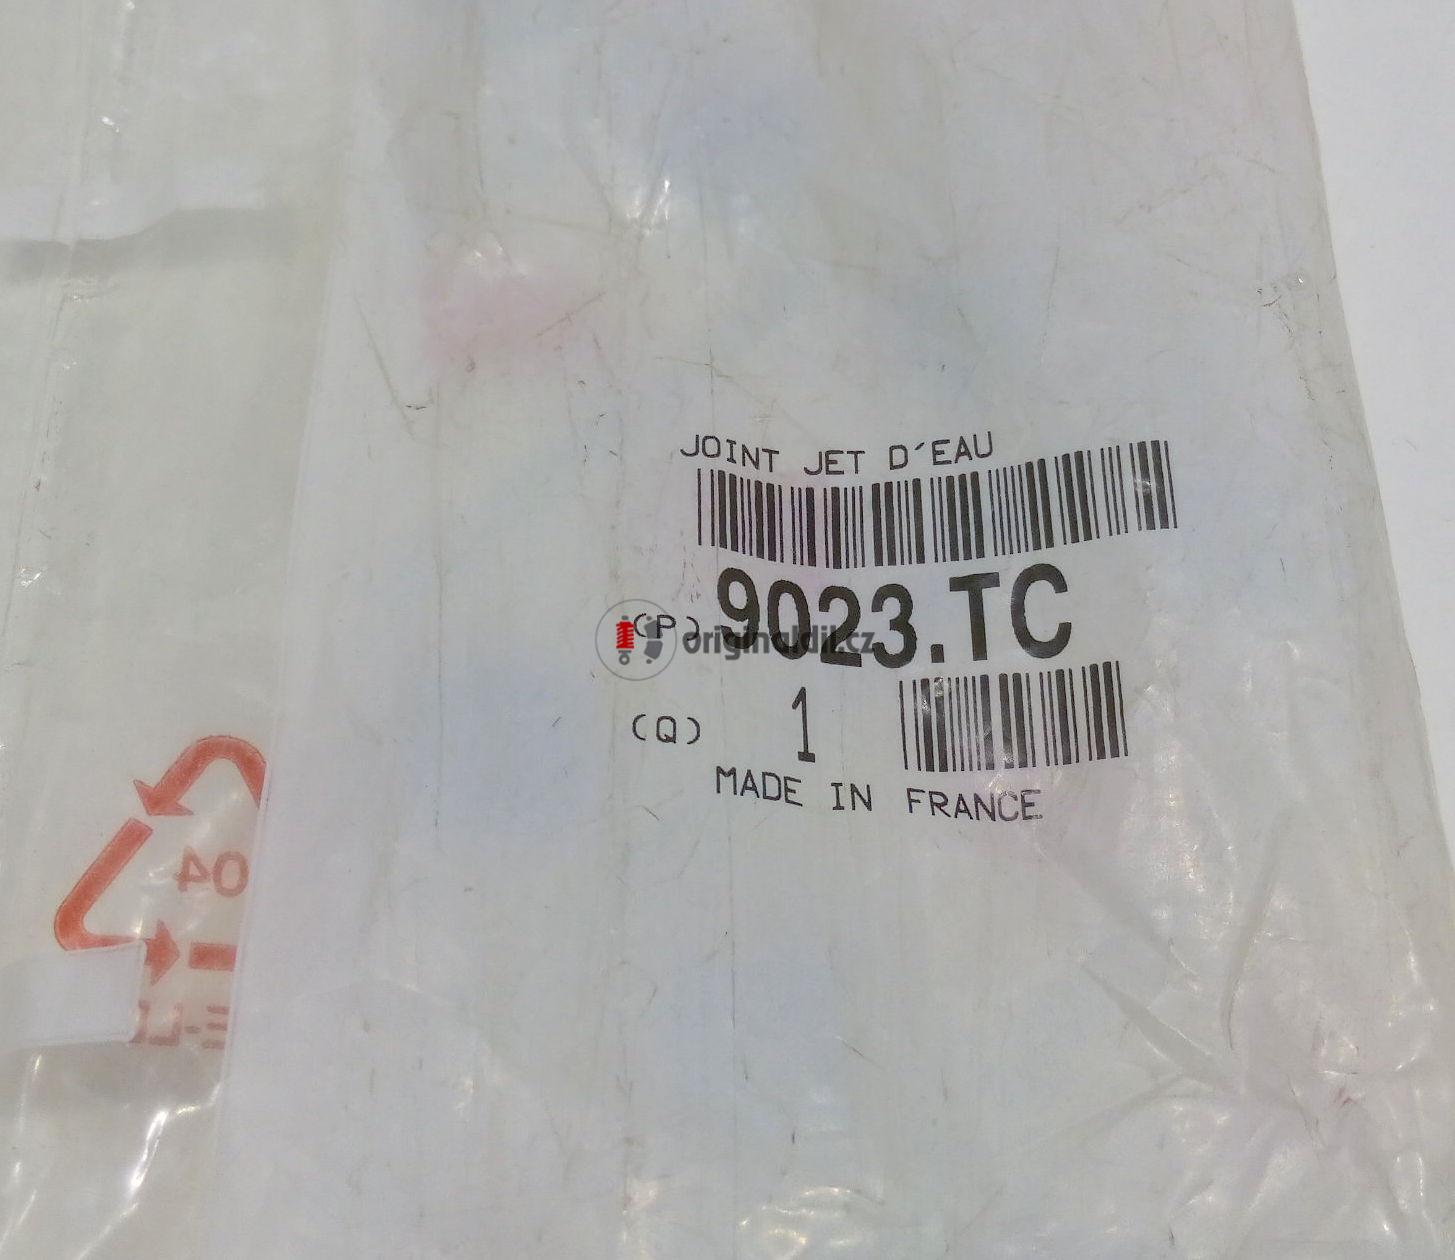 JOINT JET D'EAU
(P) 9023.TC
originaldil.cz
(Q) 1
MADE IN FRANCE
04